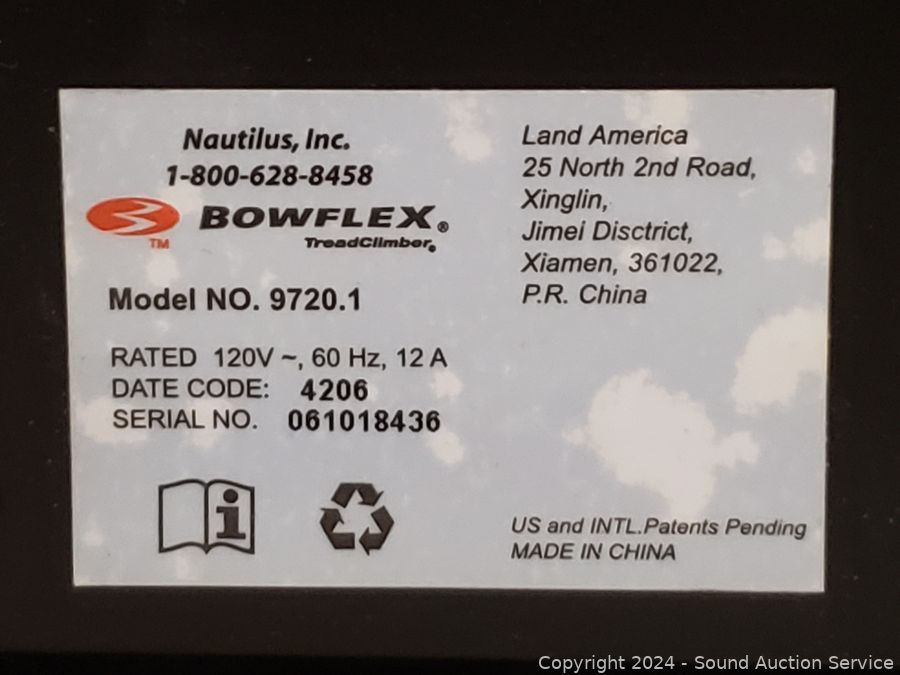 Nautilus, Inc.
1-800-628-8458
BOWFLEX®
TM
TreadClimber®
Model NO. 9720.1
RATED 120V ~, 60 Hz, 12 A
DATE CODE: 4206
SERIAL NO. 061018436
Land America
25 North 2nd Road,
Xinglin,
Jimei Disctrict,
Xiamen, 361022,
P.R. China
US and INTL.Patents Pending
MADE IN CHINA
Copyright 2024 - Sound Auction Service